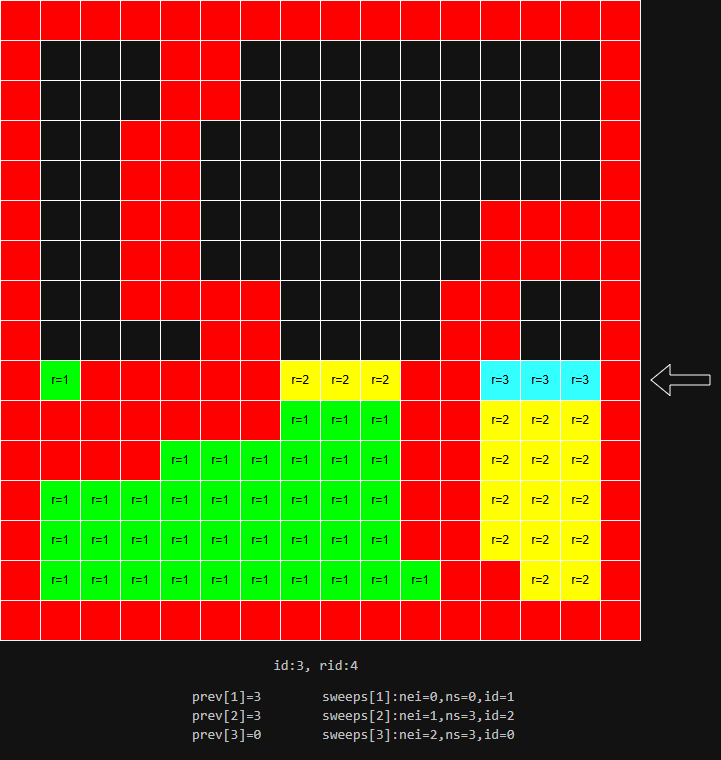 r=1 r=2 r=2 r=2 r=3 r=3 r=3
r=1 r=1 r=1 r=2 r=2 r=2
r=1 r=1 r=1 r=1 r=1 r=1 r=2 r=2 r=2
r=1 r=1 r=1 r=1 r=1 r=1 r=1 r=1 r=1 r=2 r=2 r=2
r=1 r=1 r=1 r=1 r=1 r=1 r=1 r=1 r=1 r=2 r=2 r=2
r=1 r=1 r=1 r=1 r=1 r=1 r=1 r=1 r=1 r=1 r=2 r=2
id:3, rid:4
prev[1]=3 sweeps[1]:nei=0,ns=0,id=1
prev[2]=3 sweeps[2]:nei=1,ns=3,id=2
prev[3]=0 sweeps[3]:nei=2,ns=3,id=0